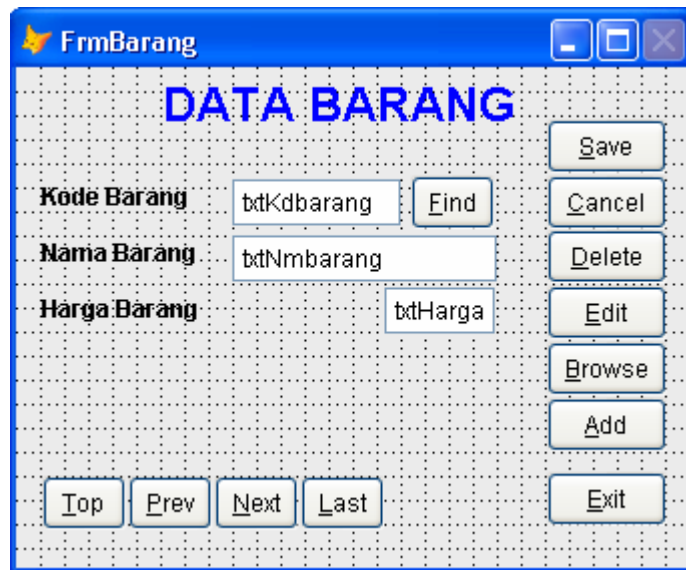 FrmBarang
DATA BARANG
Save
Kode Barang txtKdbarang Find Cancel
Nama Barang txtNmbarang Delete
Harga Barang txtHarga Edit
Browse
Add
Top Prev Next Last Exit